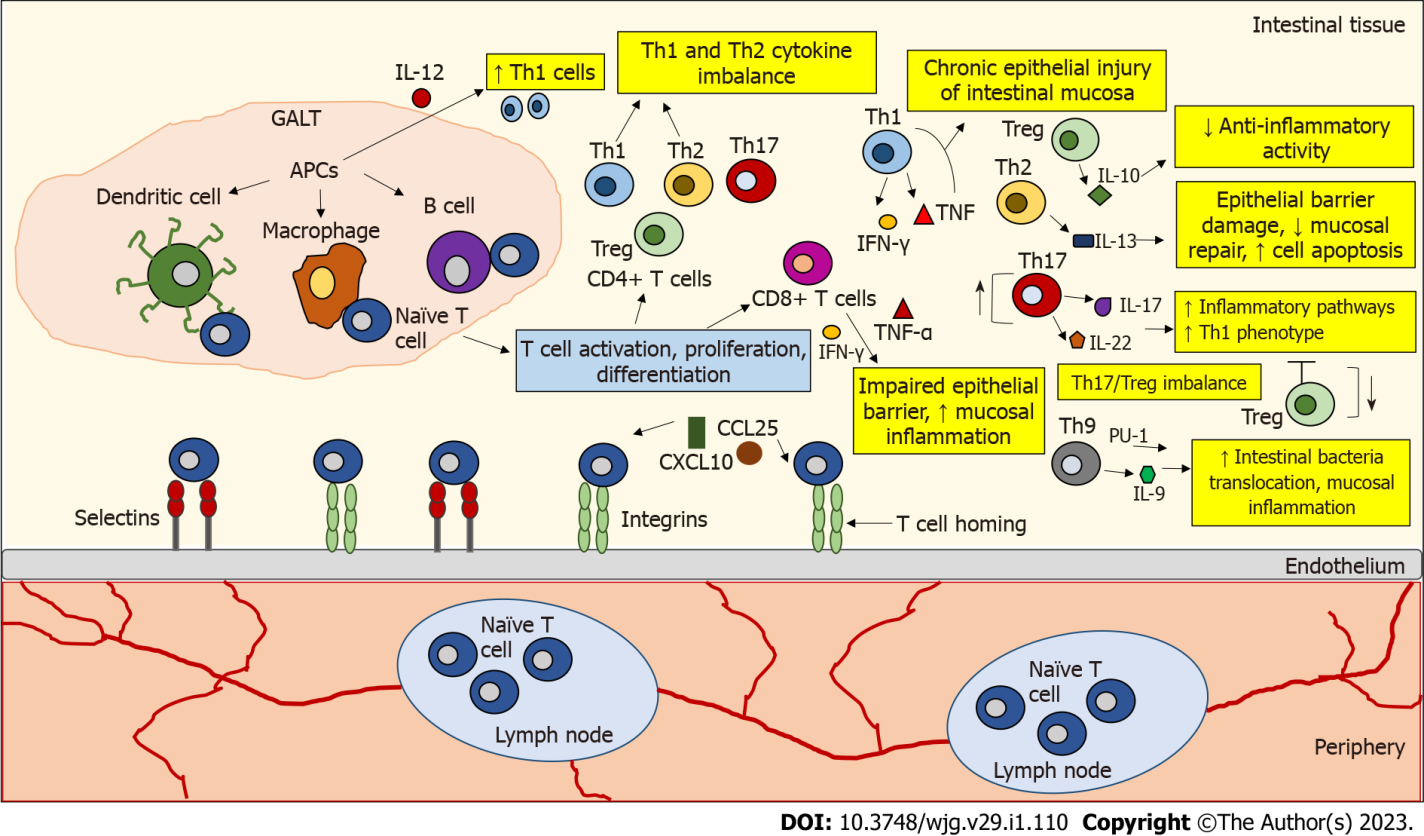 Intestinal tissue
IL-12
↑ Th1 cells
Th1 and Th2 cytokine
imbalance
Chronic epithelial injury
of intestinal mucosa
GALT
APCs
Dendritic cell
Macrophage
B cell
Naïve T
cell
Th1
Th2
Th17
Treg
CD4+ T cells
CD8+ T cells
IFN-γ
TNF-α
T cell activation, proliferation,
differentiation
Impaired epithelial
barrier, ↑ mucosal
inflammation
Th1
IFN-γ
TNF
Treg
IL-10
↓ Anti-inflammatory
activity
Th2
IL-13
Epithelial barrier
damage, ↓ mucosal
repair, ↑ cell apoptosis
Th17
IL-17
IL-22
↑ Inflammatory pathways
↑ Th1 phenotype
Th17/Treg imbalance
Treg
Th9
PU-1
IL-9
↑ Intestinal bacteria
translocation, mucosal
inflammation
CCL25
CXCL10
Selectins
Integrins
T cell homing
Endothelium
Naïve T
cell
Lymph node
Naïve T
cell
Lymph node
Periphery
DOI: 10.3748/wjg.v29.i1.110 Copyright ©The Author(s) 2023.